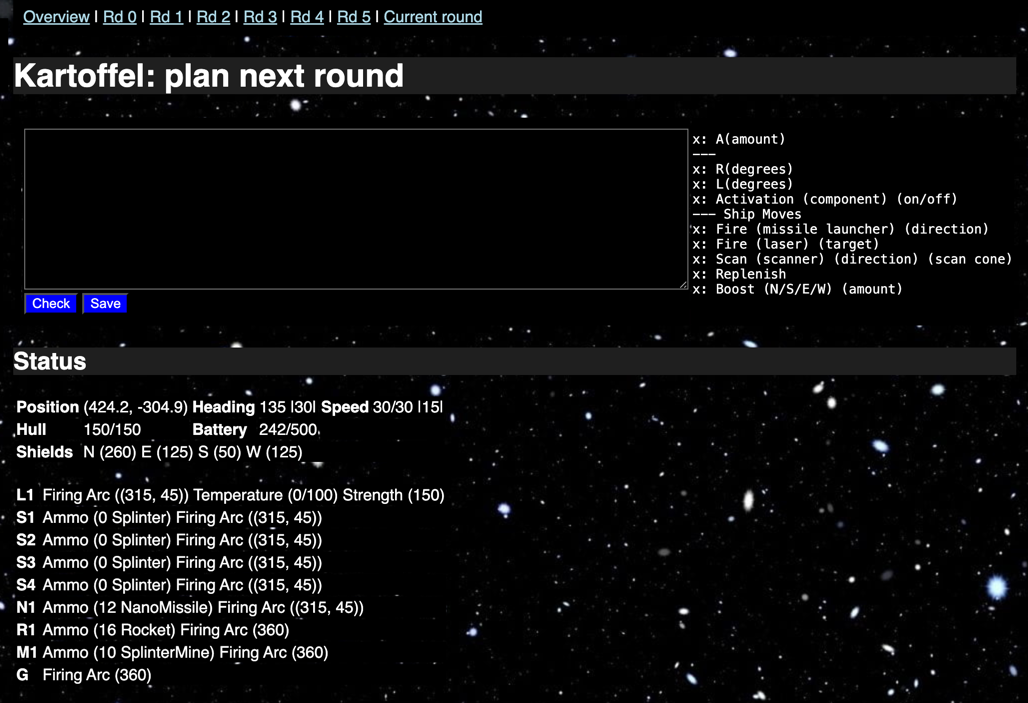 Overview | Rd 0 | Rd 1 | Rd 2 | Rd 3 | Rd 4 | Rd 5 | Current round
Kartoffel: plan next round
x: A(amount)
---
x: R(degrees)
x: L(degrees)
x: Activation (component) (on/off)
--- Ship Moves
x: Fire (missile launcher) (direction)
x: Fire (laser) (target)
x: Scan (scanner) (direction) (scan cone)
x: Replenish
x: Boost (N/S/E/W) (amount)
Check Save
Status
Position (424.2, -304.9) Heading 135 |30| Speed 30/30 |15|
Hull 150/150 Battery 242/500
Shields N (260) E (125) S (50) W (125)
L1 Firing Arc ((315, 45)) Temperature (0/100) Strength (150)
S1 Ammo (0 Splinter) Firing Arc ((315, 45))
S2 Ammo (0 Splinter) Firing Arc ((315, 45))
S3 Ammo (0 Splinter) Firing Arc ((315, 45))
S4 Ammo (0 Splinter) Firing Arc ((315, 45))
N1 Ammo (12 NanoMissile) Firing Arc ((315, 45))
R1 Ammo (16 Rocket) Firing Arc (360)
M1 Ammo (10 SplinterMine) Firing Arc (360)
G Firing Arc (360)